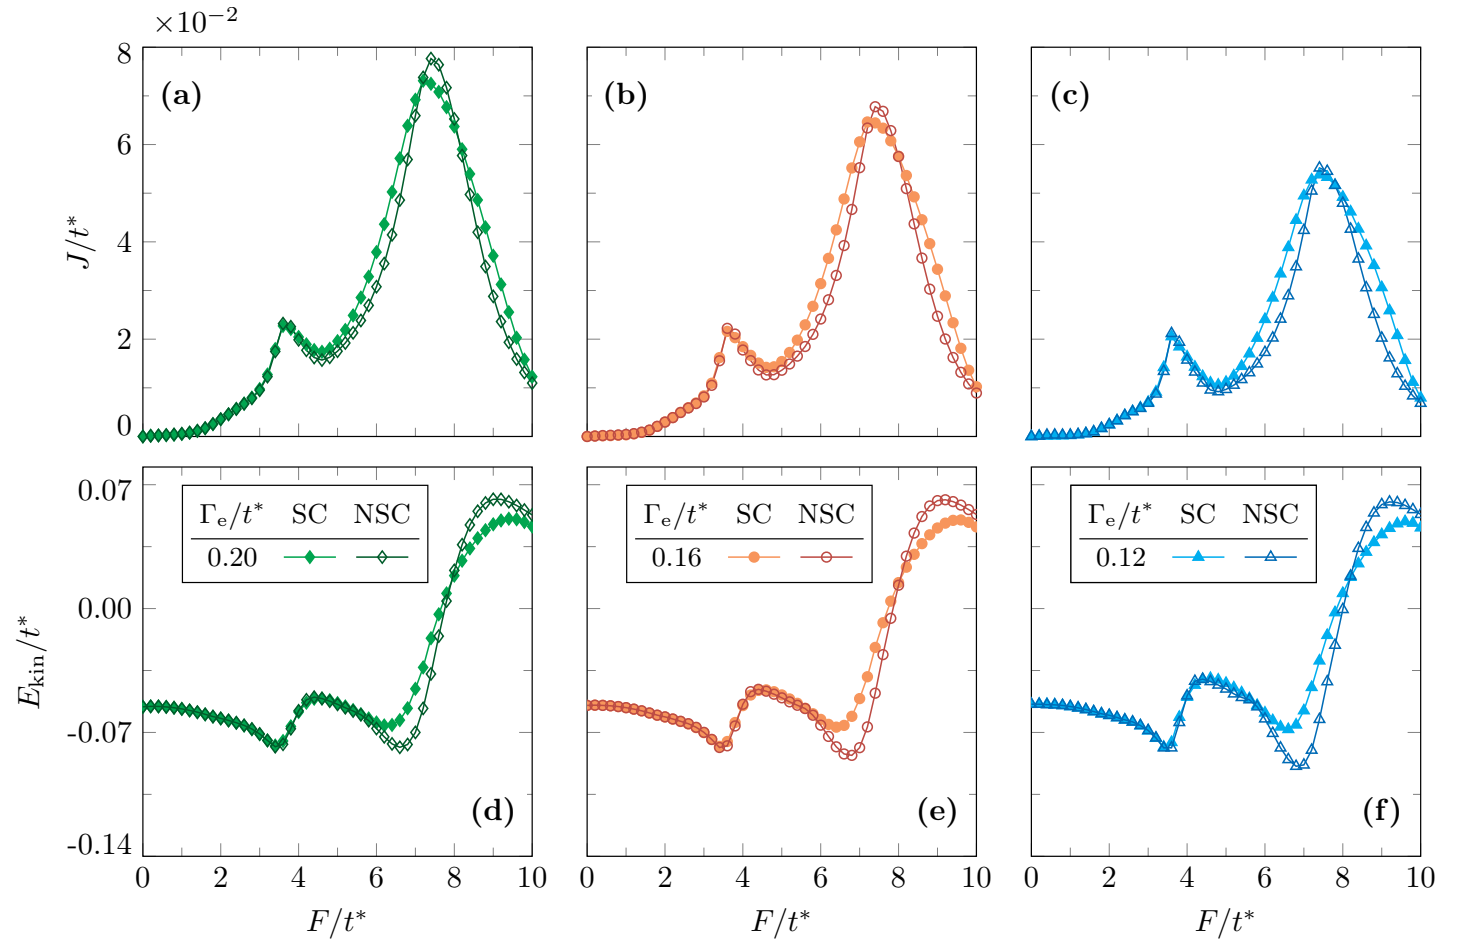 ×10⁻²
8
6
4
2
0
J/t*
(a)
(b)
(c)
0.07
0.00
-0.07
-0.14
E_kin/t*
Γ_e/t* SC NSC
0.20
Γ_e/t* SC NSC
0.16
Γ_e/t* SC NSC
0.12
(d)
(e)
(f)
0 2 4 6 8 10
0 2 4 6 8 10
0 2 4 6 8 10
F/t*
F/t*
F/t*